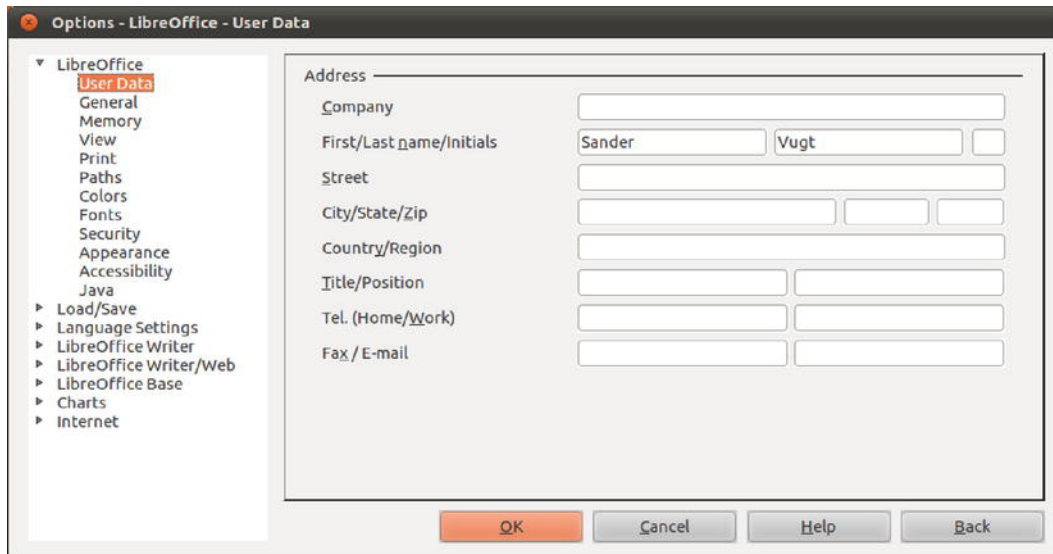 Options - LibreOffice - User Data
LibreOffice
User Data
General
Memory
View
Print
Paths
Colors
Fonts
Security
Appearance
Accessibility
Java
Load/Save
Language Settings
LibreOffice Writer
LibreOffice Writer/Web
LibreOffice Base
Charts
Internet
Address
Company
First/Last name/Initials Sander Vugt
Street
City/State/Zip
Country/Region
Title/Position
Tel. (Home/Work)
Fax / E-mail
OK Cancel Help Back